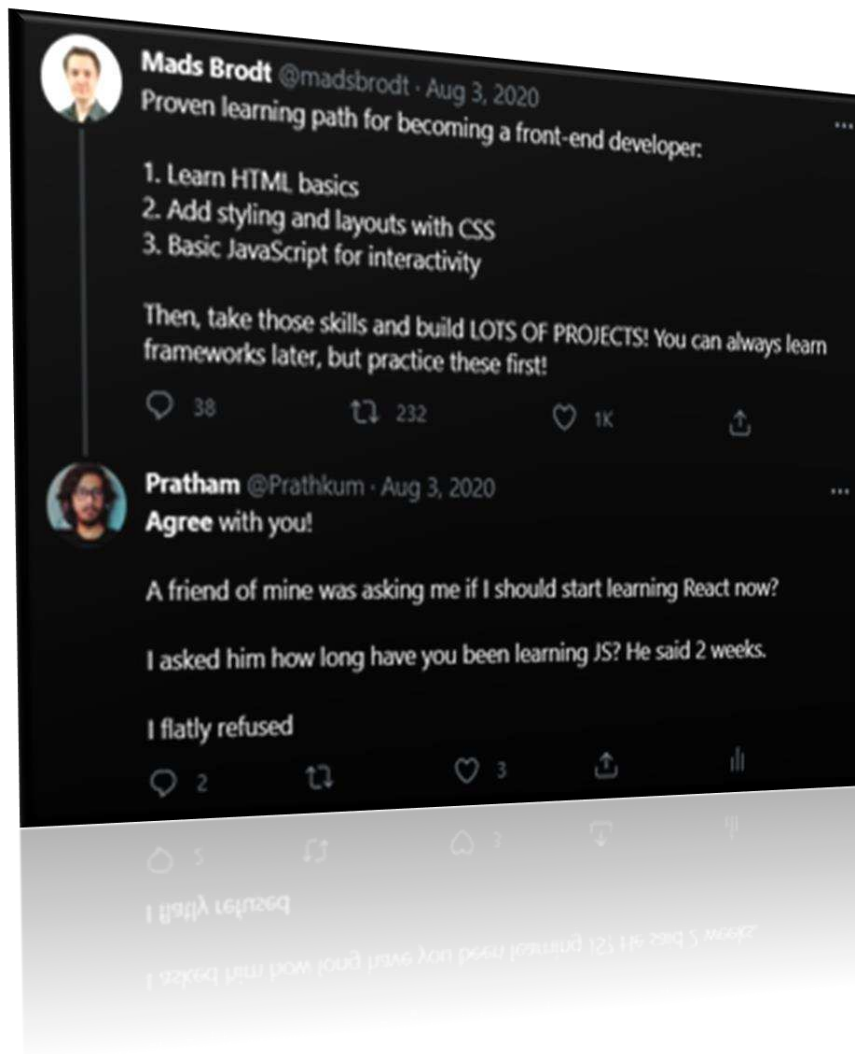 Mads Brodt @madsbrodt · Aug 3, 2020
Proven learning path for becoming a front-end developer:
1. Learn HTML basics
2. Add styling and layouts with CSS
3. Basic JavaScript for interactivity
Then, take those skills and build LOTS OF PROJECTS! You can always learn
frameworks later, but practice these first!
38 232 1K
Pratham @Prathkum · Aug 3, 2020
Agree with you!
A friend of mine was asking me if I should start learning React now?
I asked him how long have you been learning JS? He said 2 weeks.
I flatly refused
2 3